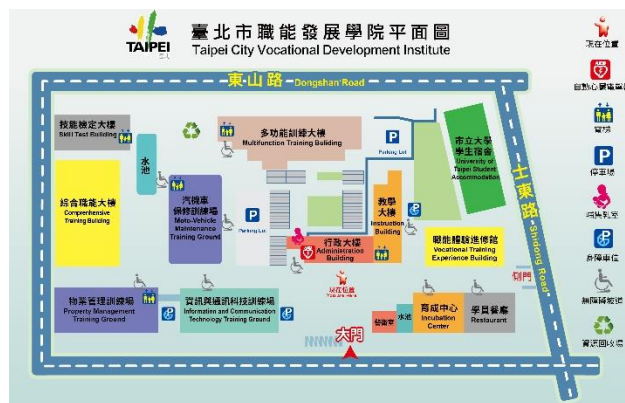 TAIPEI
臺北市職能發展學院平面圖
Taipei City Vocational Development Institute
現在位置
東山路 Dongshan Road
電梯
停車場
哺集乳室
身障車位
無障礙坡道
資源回收場
技能檢定大樓
Skill Test Building
水池
多功能訓練大樓
Multifunction Training Building
P
Parking Lot
市立大學
學生宿舍
University of
Taipei Student
Accommodation
士東路 Shidong Road
綜合職能大樓
Comprehensive
Training Building
汽機車
保修訓練場
Moto-Vehicle
Maintenance
Training Ground
P
Parking Lot
教學
大樓
Instruction
Building
行政大樓
Administration
Building
職能體驗進修館
Vocational Training
Experience Building
側門
現在位置
You Are Here
物業管理訓練場
Property Management
Training Ground
資訊與通訊科技訓練場
Information and Communication
Technology Training Ground
警衛室
水池
育成中心
Incubation
Center
學員餐廳
Restaurant
大門